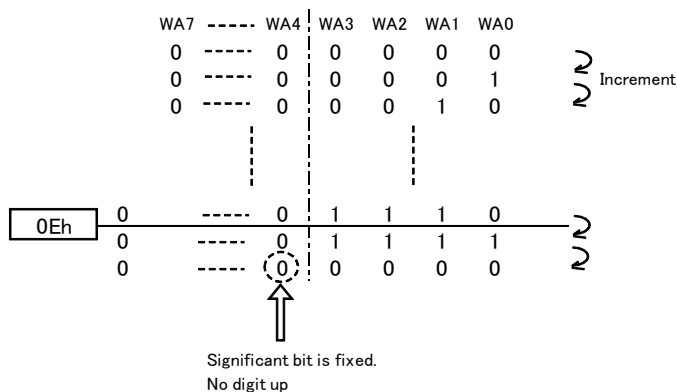 WA7 ----- WA4 WA3 WA2 WA1 WA0
0 ----- 0 0 0 0 0
0 ----- 0 0 0 0 1 Increment
0 ----- 0 0 0 1 0
0Eh 0 ----- 0 1 1 1 0
0 ----- 0 1 1 1 1
0 ----- 0 0 0 0 0
Significant bit is fixed.
No digit up